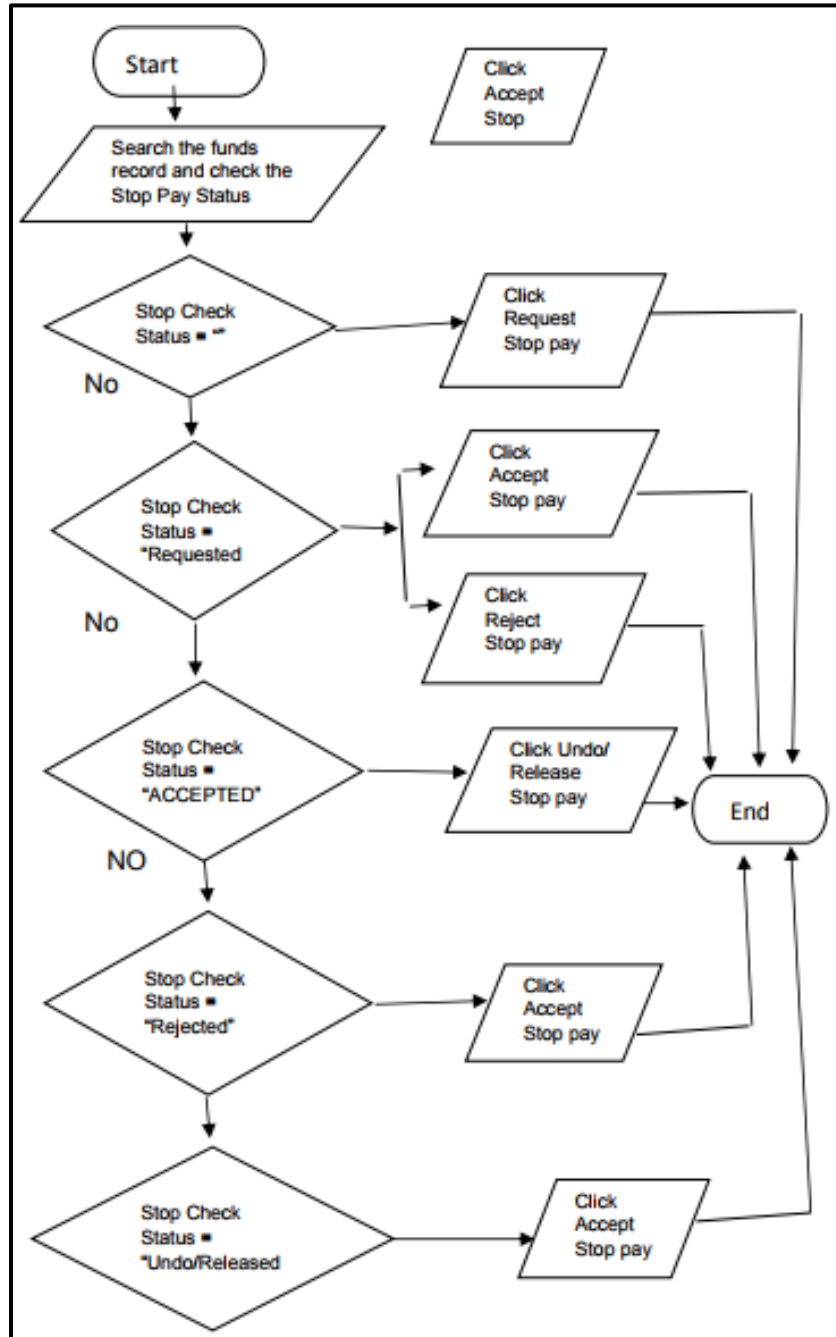 Start
Click
Accept
Stop
Search the funds
record and check the
Stop Pay Status
Stop Check
Status = “”
Click
Request
Stop pay
No
Stop Check
Status =
“Requested
Click
Accept
Stop pay
Click
Reject
Stop pay
No
Stop Check
Status =
“ACCEPTED”
Click Undo/
Release
Stop pay
End
NO
Stop Check
Status =
“Rejected”
Click
Accept
Stop pay
Stop Check
Status =
“Undo/Released
Click
Accept
Stop pay